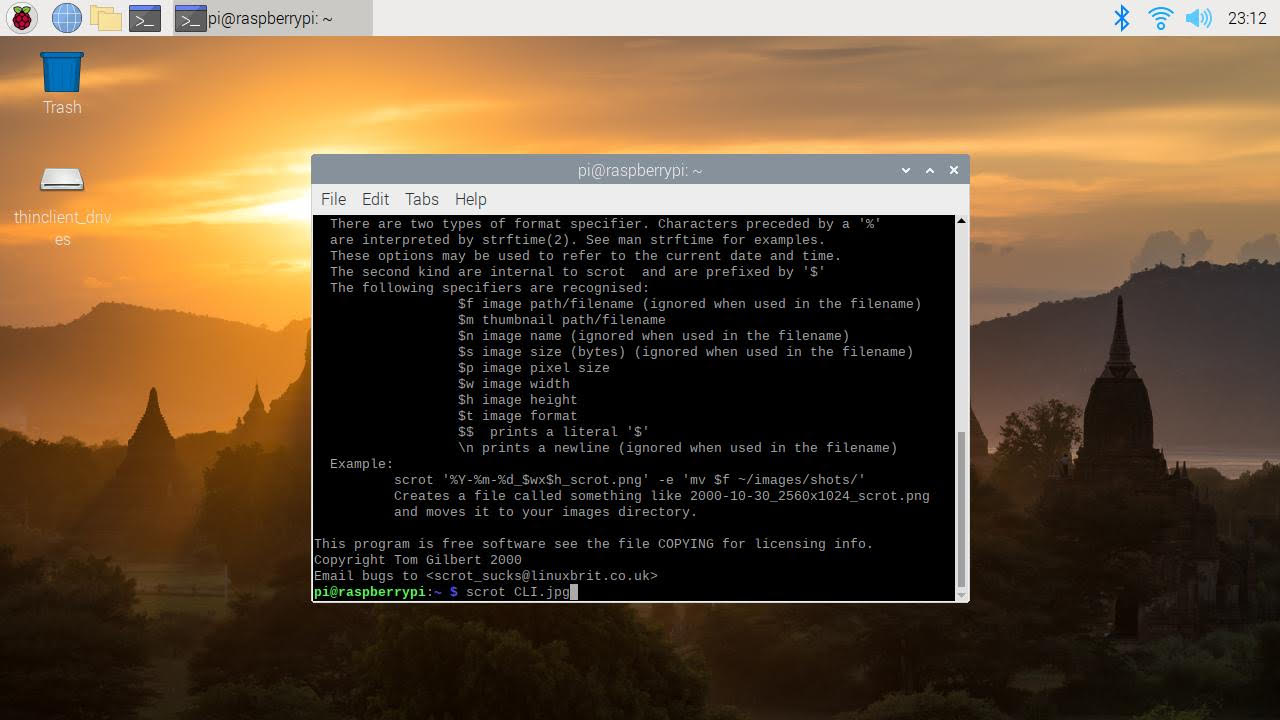 pi@raspberrypi: ~
23:12
Trash
thinclient_driv
es
pi@raspberrypi: ~
File Edit Tabs Help
There are two types of format specifier. Characters preceded by a '%'
are interpreted by strftime(2). See man strftime for examples.
These options may be used to refer to the current date and time.
The second kind are internal to scrot  and are prefixed by '$'
The following specifiers are recognised:
$f image path/filename (ignored when used in the filename)
$m thumbnail path/filename
$n image name (ignored when used in the filename)
$s image size (bytes) (ignored when used in the filename)
$p image pixel size
$w image width
$h image height
$t image format
$$  prints a literal '$'
\n prints a newline (ignored when used in the filename)
Example:
scrot '%Y-%m-%d_$wx$h_scrot.png' -e 'mv $f ~/images/shots/'
Creates a file called something like 2000-10-30_2560x1024_scrot.png
and moves it to your images directory.
This program is free software see the file COPYING for licensing info.
Copyright Tom Gilbert 2000
Email bugs to <scrot_sucks@linuxbrit.co.uk>
pi@raspberrypi:~ $ scrot CLI.jpg